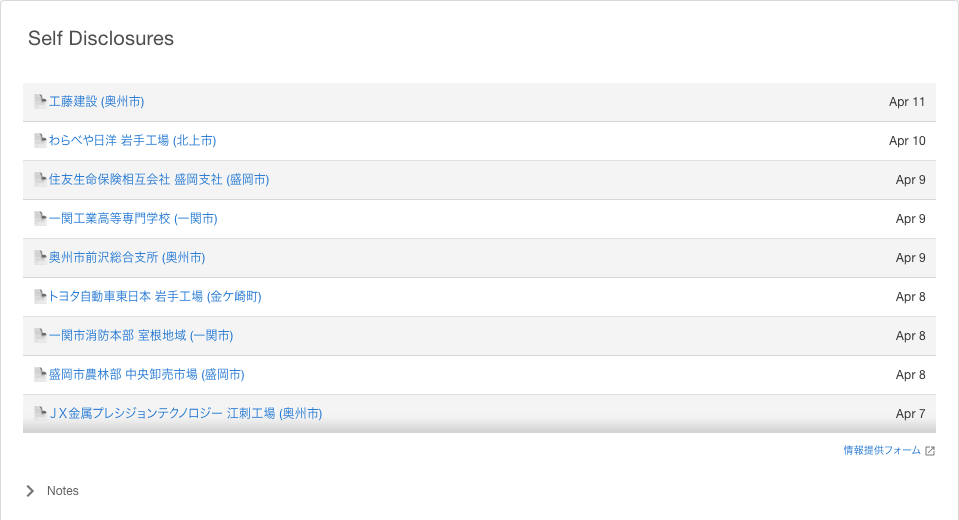 Self Disclosures
工藤建設 (奥州市) Apr 11
わらべや日洋 岩手工場 (北上市) Apr 10
住友生命保険相互会社 盛岡支社 (盛岡市) Apr 9
一関工業高等専門学校 (一関市) Apr 9
奥州市前沢総合支所 (奥州市) Apr 9
トヨタ自動車東日本 岩手工場 (金ケ崎町) Apr 8
一関市消防本部 室根地域 (一関市) Apr 8
盛岡市農林部 中央卸売市場 (盛岡市) Apr 8
ＪＸ金属プレシジョンテクノロジー 江刺工場 (奥州市) Apr 7
情報提供フォーム
Notes